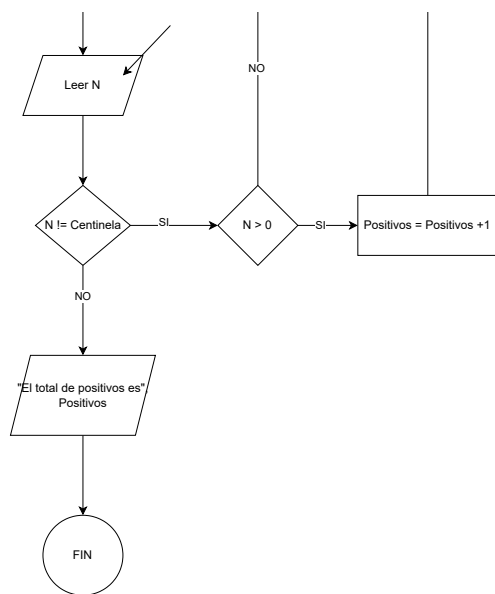 Leer N
NO
N != Centinela
SI
N > 0
SI
Positivos = Positivos +1
NO
"El total de positivos es",
Positivos
FIN